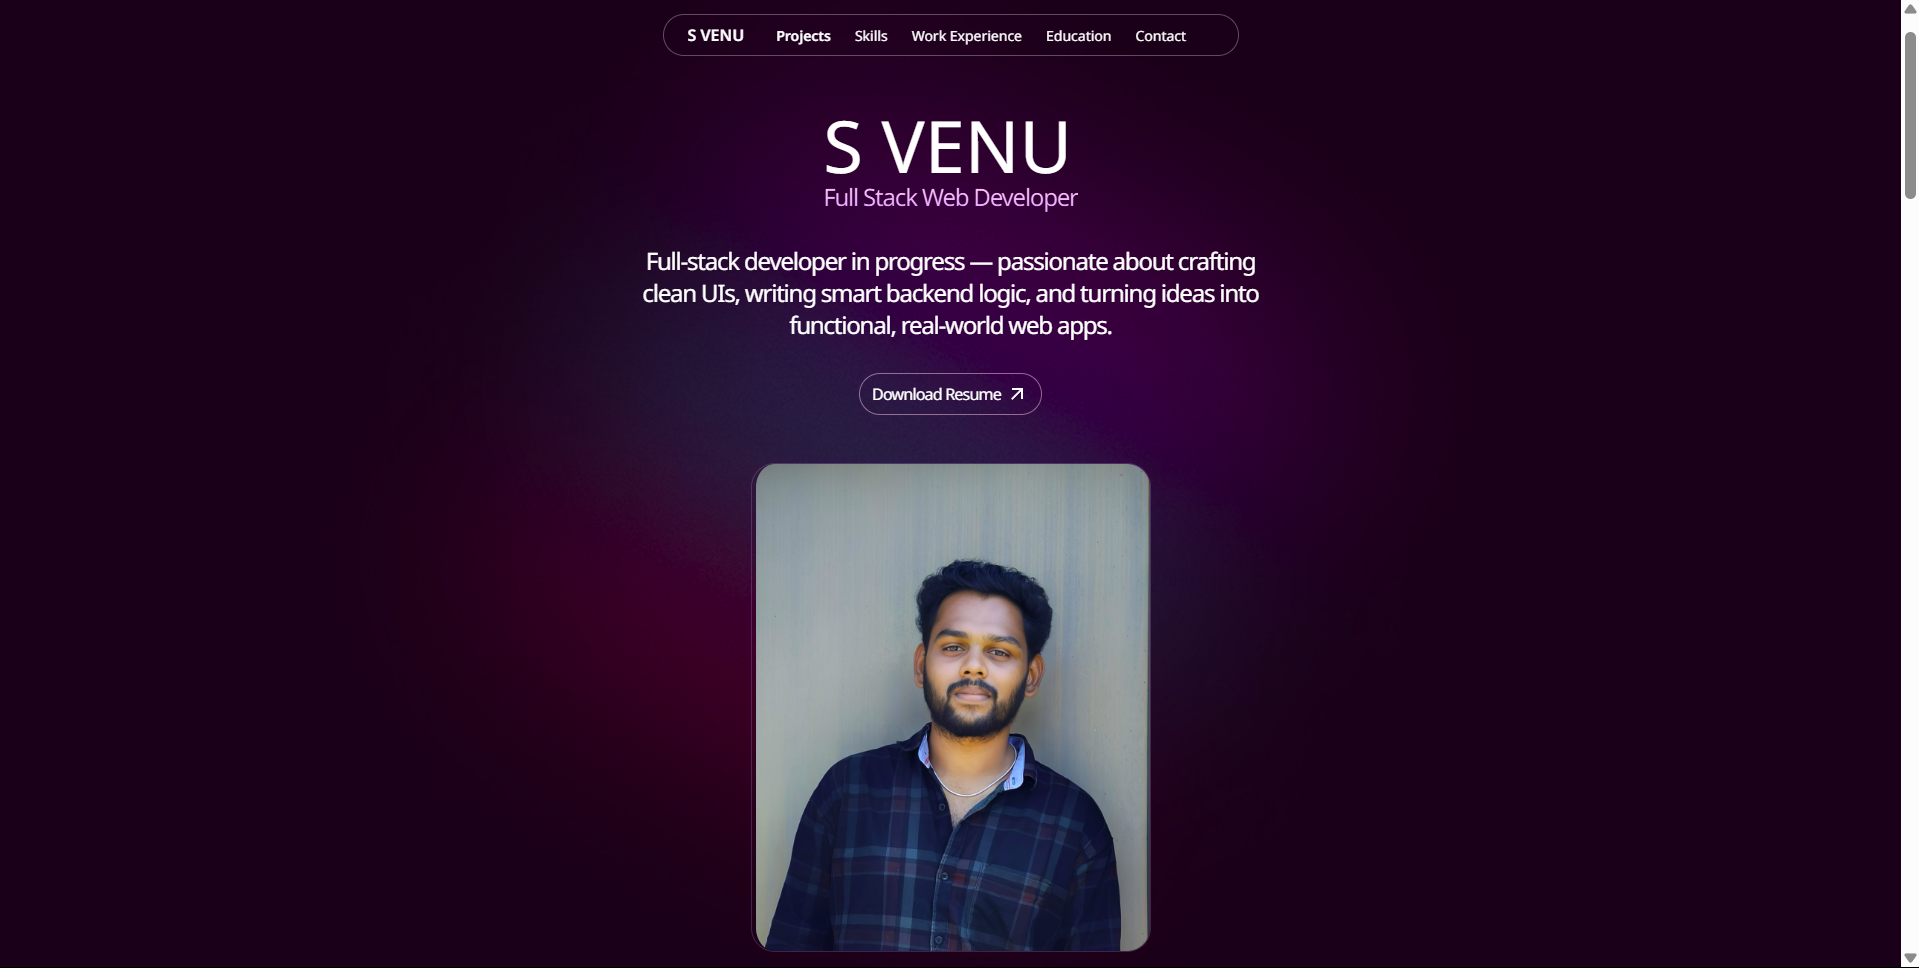 S VENU Projects Skills Work Experience Education Contact
S VENU
Full Stack Web Developer
Full-stack developer in progress — passionate about crafting
clean UIs, writing smart backend logic, and turning ideas into
functional, real-world web apps.
Download Resume